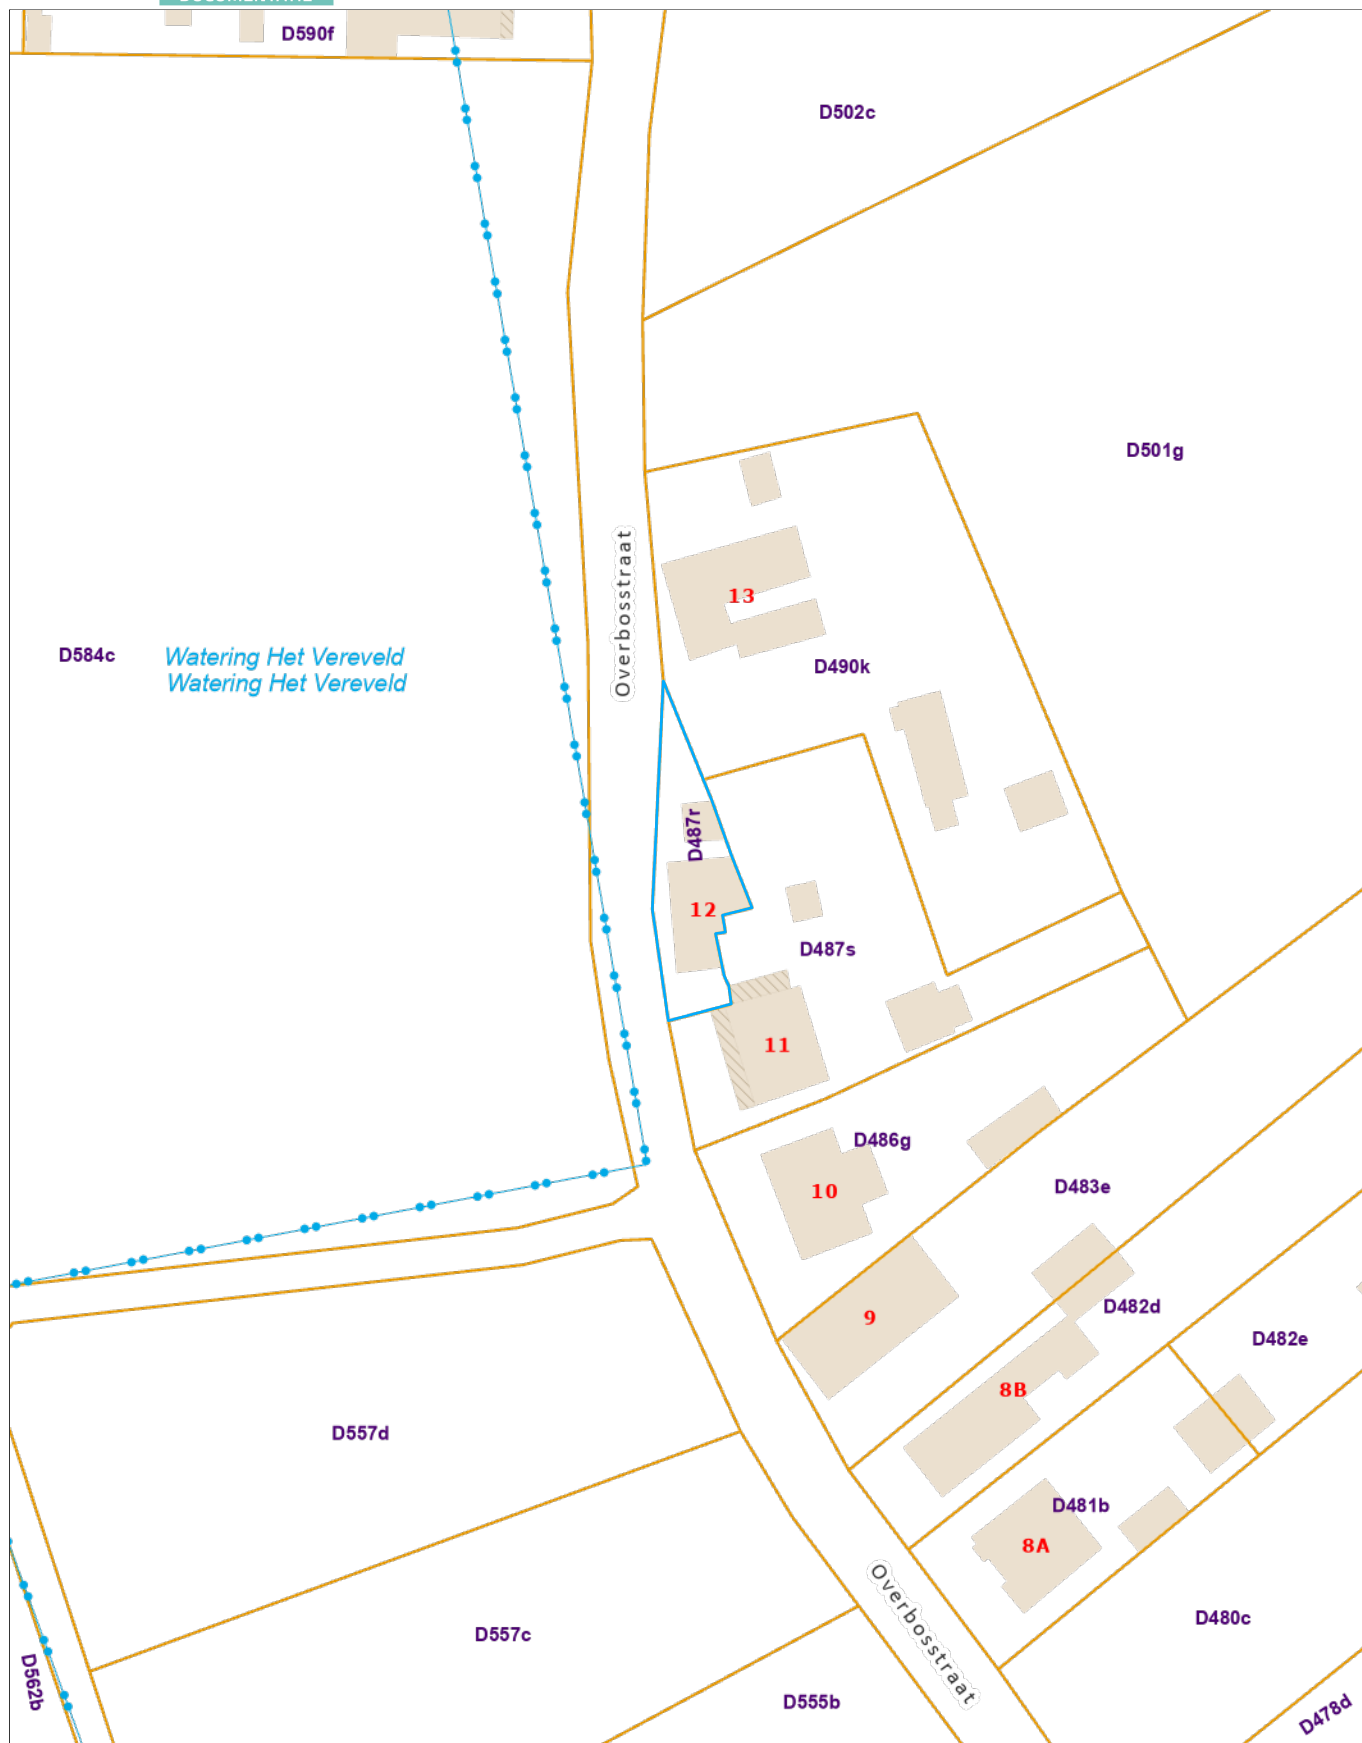 D590f
D502c
D501g
Overbosstraat
13
D584c
Watering Het Vereveld
Watering Het Vereveld
D490k
D487r
12
D487s
11
D486g
10
D483e
9
D482d
D482e
8B
D557d
D481b
8A
Overbosstraat
D480c
D557c
D562b
D555b
D478d